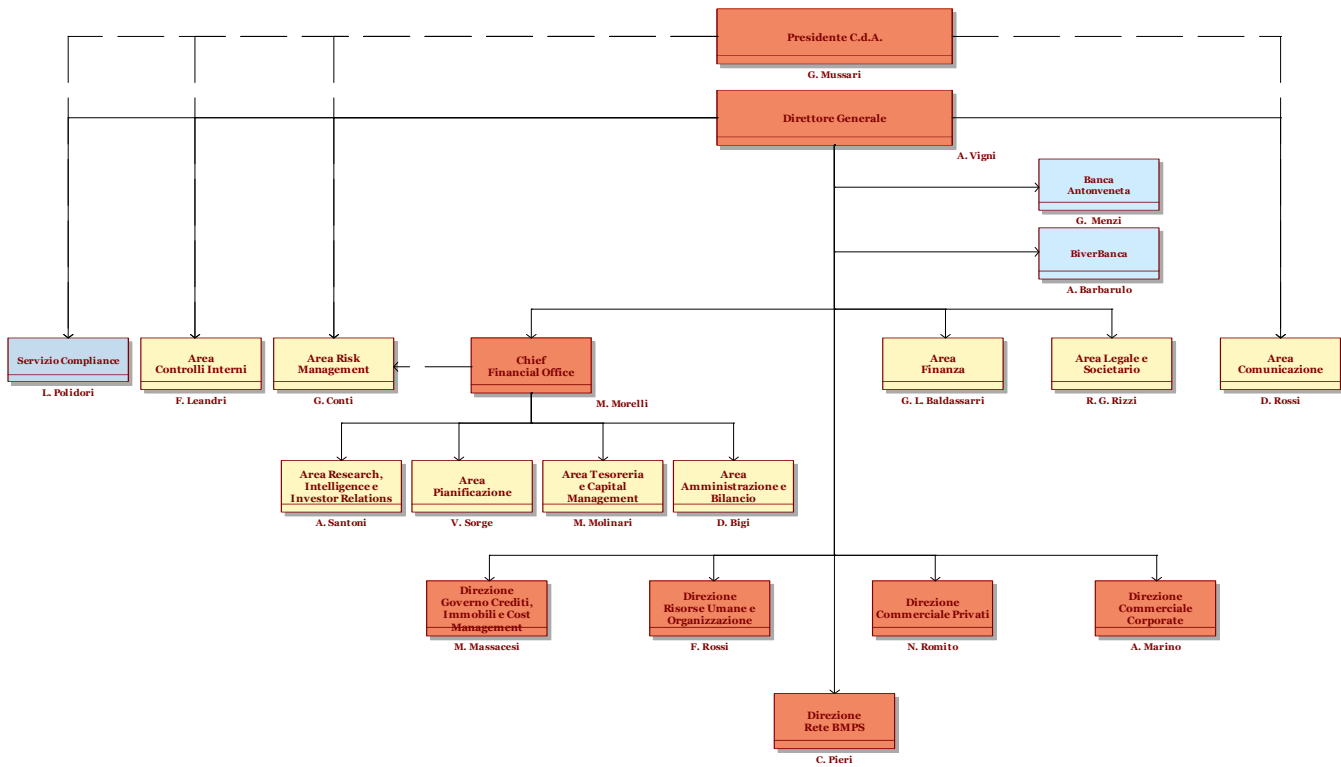 Presidente C.d.A.
G. Mussari
Direttore Generale
A. Vigni
Banca
Antonveneta
G. Menzi
BiverBanca
A. Barbarulo
Servizio Compliance
L. Polidori
Area
Controlli Interni
F. Leandri
Area Risk
Management
G. Conti
Chief
Financial Office
M. Morelli
Area
Finanza
G. L. Baldassarri
Area Legale e
Societario
R. G. Rizzi
Area
Comunicazione
D. Rossi
Area Research,
Intelligence e
Investor Relations
A. Santoni
Area
Pianificazione
V. Sorge
Area Tesoreria
e Capital
Management
M. Molinari
Area
Amministrazione e
Bilancio
D. Bigi
Direzione
Governo Crediti,
Immobili e Cost
Management
M. Massacesi
Direzione
Risorse Umane e
Organizzazione
F. Rossi
Direzione
Commerciale Privati
N. Romito
Direzione
Commerciale
Corporate
A. Marino
Direzione
Rete BMPS
C. Pieri